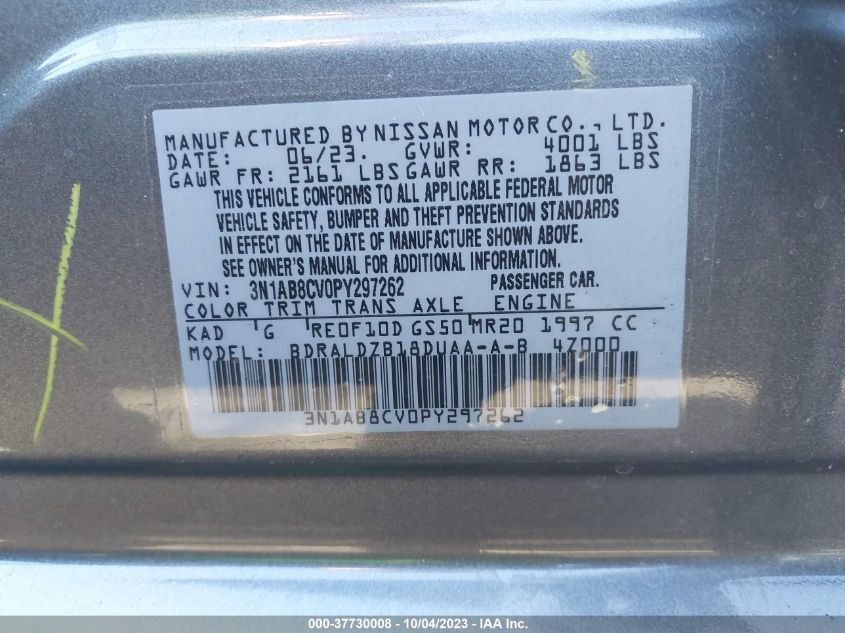 MANUFACTURED BY NISSAN MOTOR CO., LTD.
DATE: 06/23. GVWR: 4001 LBS
GAWR FR: 2161 LBS GAWR RR: 1863 LBS
THIS VEHICLE CONFORMS TO ALL APPLICABLE FEDERAL MOTOR
VEHICLE SAFETY, BUMPER AND THEFT PREVENTION STANDARDS
IN EFFECT ON THE DATE OF MANUFACTURE SHOWN ABOVE.
SEE OWNER'S MANUAL FOR ADDITIONAL INFORMATION.
VIN: 3N1AB8CV0PY297262 PASSENGER CAR.
COLOR TRIM TRANS AXLE ENGINE
KAD G RE0F10D GS50 MR20 1997 CC
MODEL: BDRALDZB18DUAA-A-B 4Z000
3N1AB8CV0PY297262
000-37730008 - 10/04/2023 - IAA Inc.